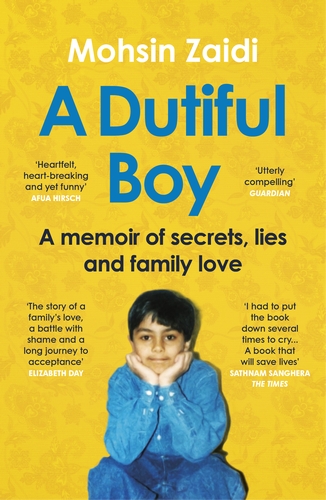 Mohsin Zaidi
A Dutiful
Boy
‘Heartfelt,
heart-breaking
and yet funny’
AFUA HIRSCH
‘Utterly
compelling’
GUARDIAN
A memoir of secrets, lies
and family love
‘The story of a
family’s love,
a battle with
shame and a
long journey to
acceptance’
ELIZABETH DAY
‘I had to put
the book
down several
times to cry...
A book that
will save lives’
SATHNAM SANGHERA
THE TIMES